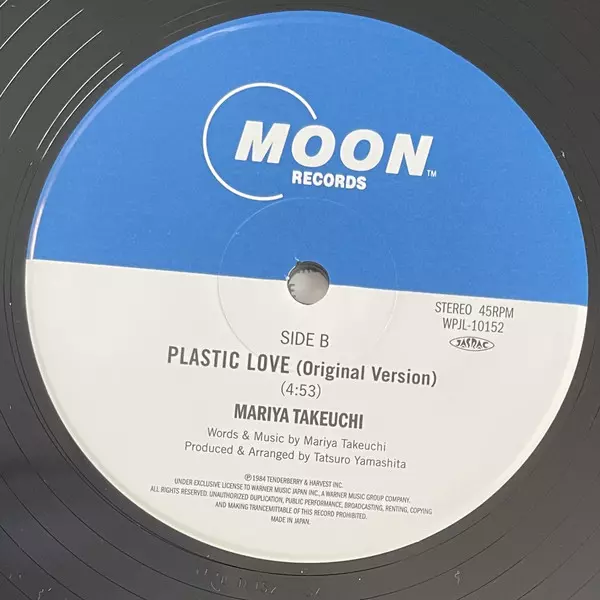 MOON™
RECORDS
STEREO 45RPM
WPJL-10152
JASRAC
SIDE B
PLASTIC LOVE (Original Version)
(4:53)
MARIYA TAKEUCHI
Words & Music by Mariya Takeuchi
Produced & Arranged by Tatsuro Yamashita
℗1984 TENDERBERRY & HARVEST INC.
UNDER EXCLUSIVE LICENSE TO WARNER MUSIC JAPAN INC., A WARNER MUSIC GROUP COMPANY.
ALL RIGHTS RESERVED. UNAUTHORIZED DUPLICATION, PUBLIC PERFORMANCE, BROADCASTING, RENTING, COPYING
AND MAKING TRANCEMITTABLE OF THIS RECORD PROHIBITED.
MADE IN JAPAN.